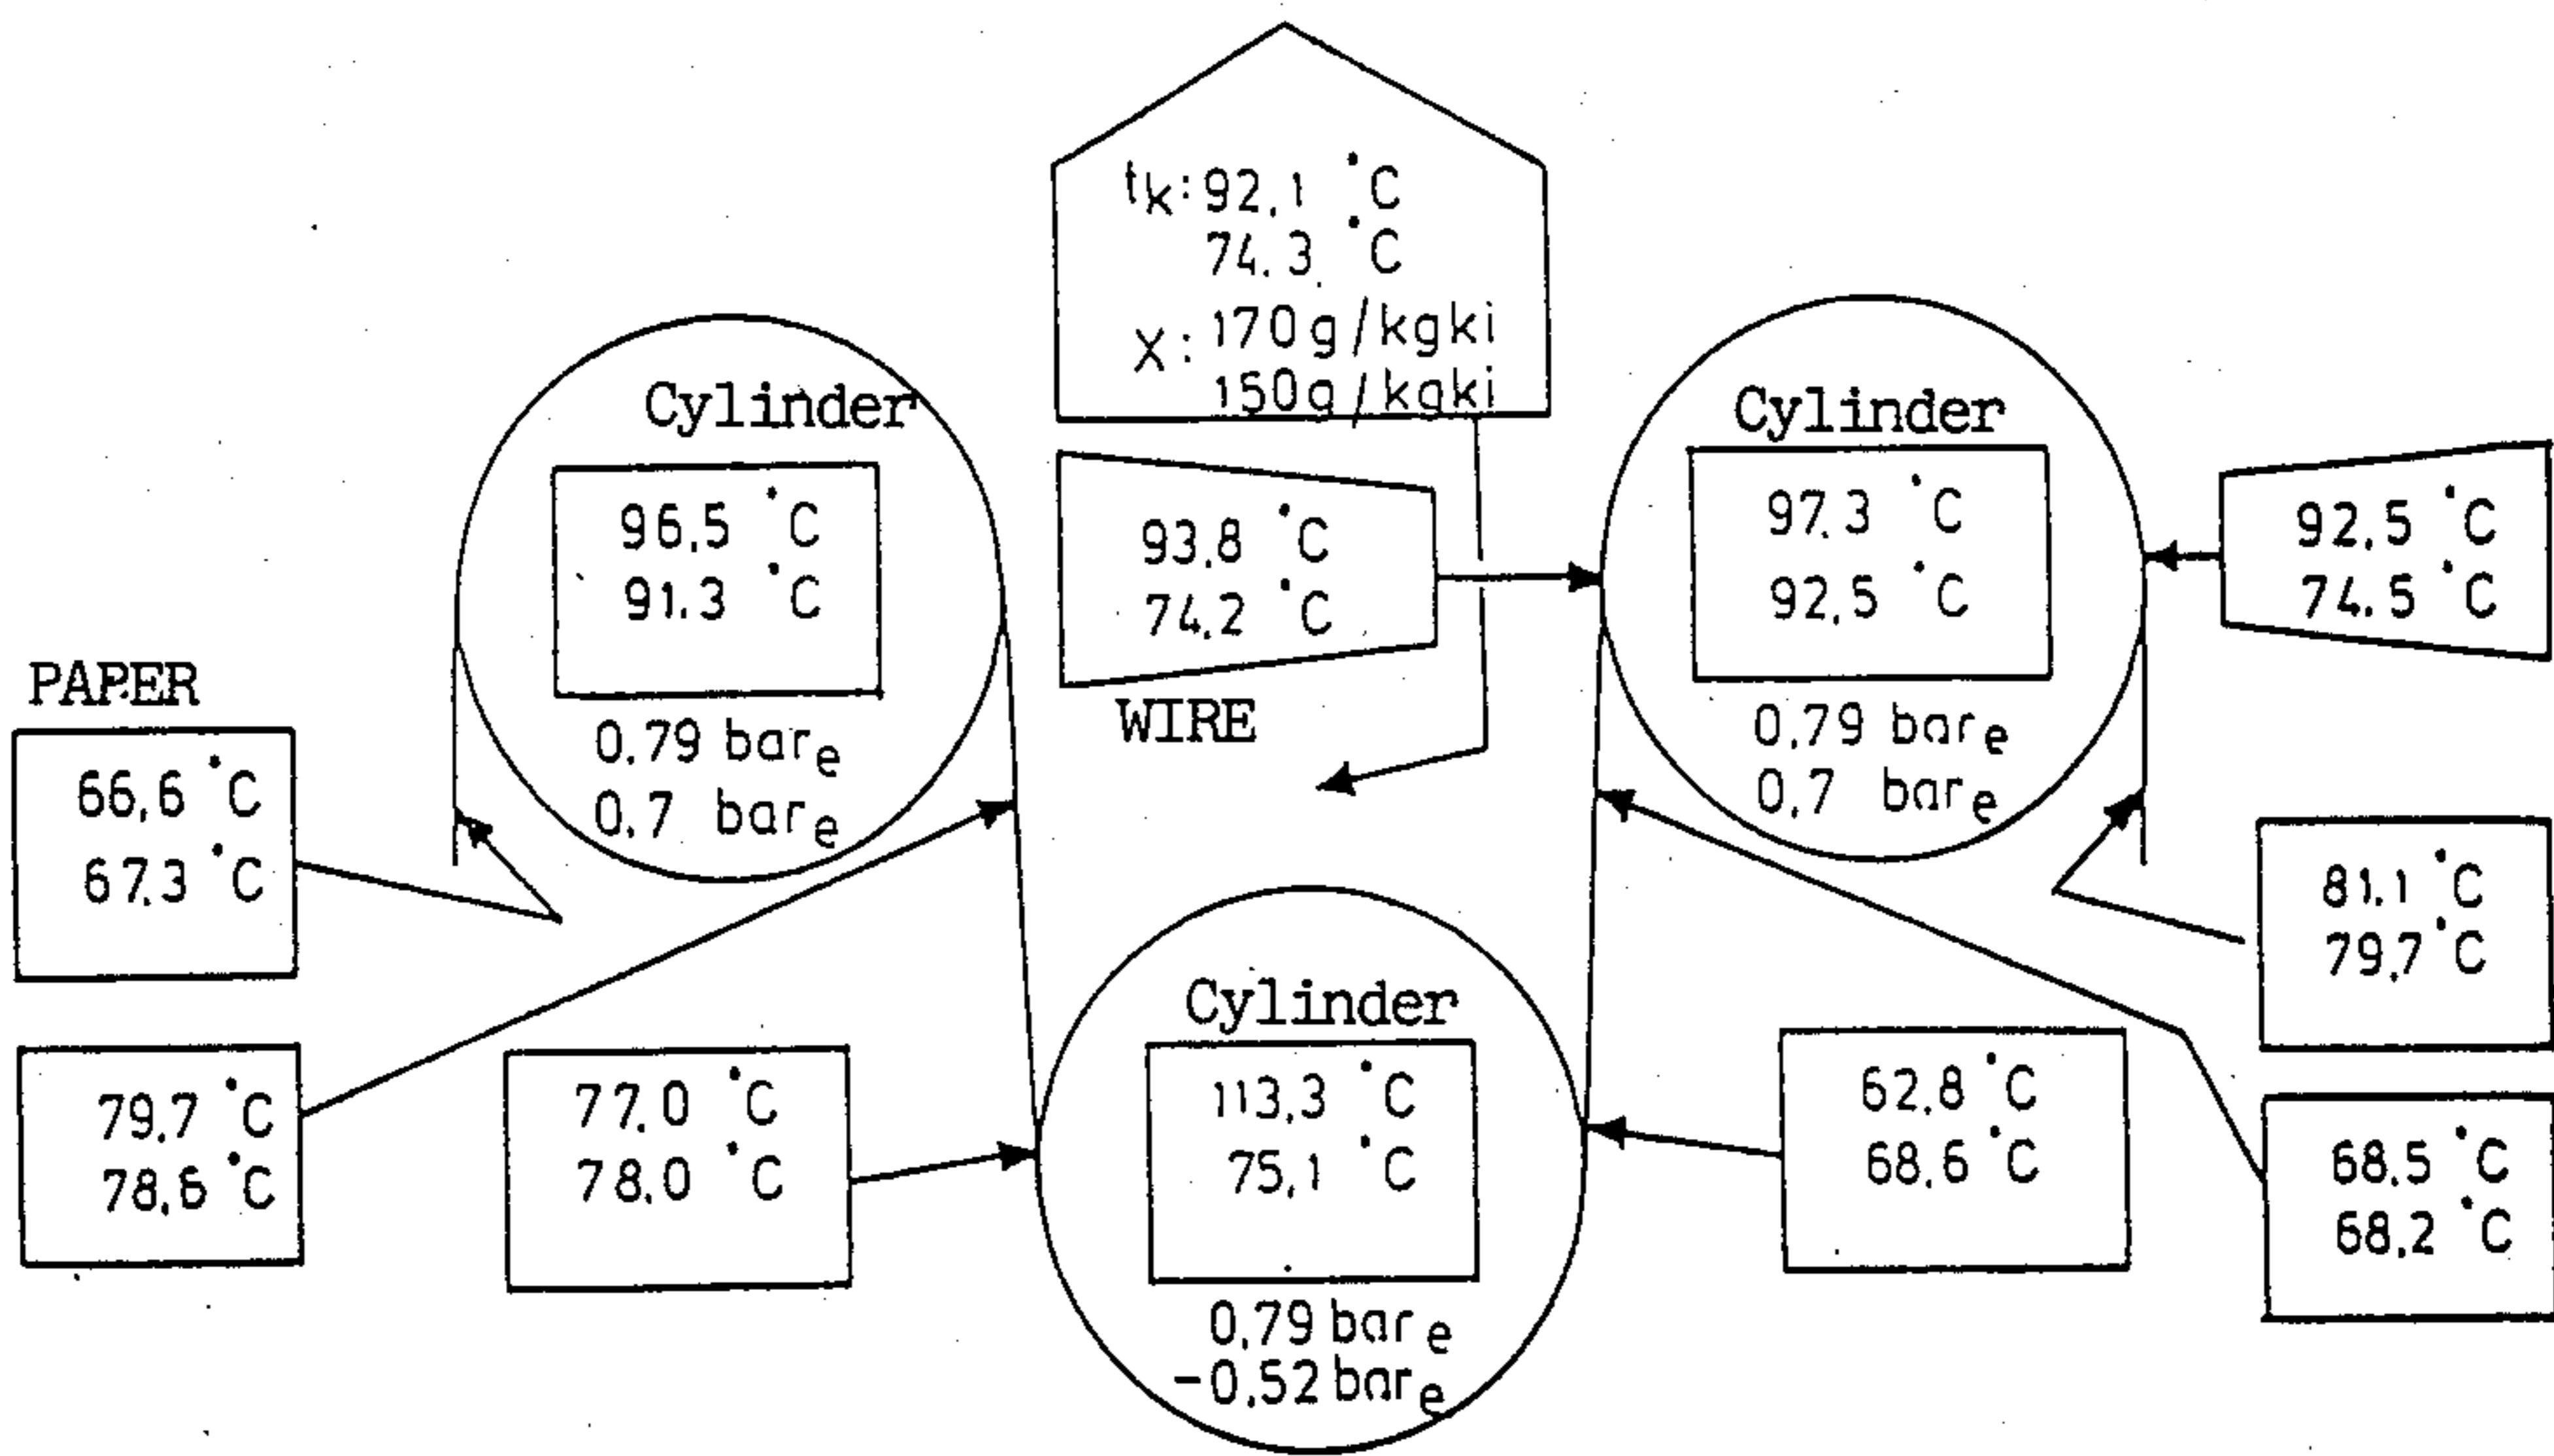 tk: 92,1 °C
74.3 °C
X: 170 g/kgki
150 g/kgki
Cylinder
96,5 °C
91.3 °C
0,79 bare
0,7 bare
93,8 °C
74,2 °C
WIRE
Cylinder
97,3 °C
92,5 °C
0,79 bare
0,7 bare
92,5 °C
74.5 °C
PAPER
66,6 °C
67,3 °C
81.1 °C
79,7 °C
79,7 °C
78,6 °C
77,0 °C
78,0 °C
Cylinder
113,3 °C
75,1 °C
0,79 bar e
-0,52 bare
62,8 °C
68,6 °C
68,5 °C
68,2 °C